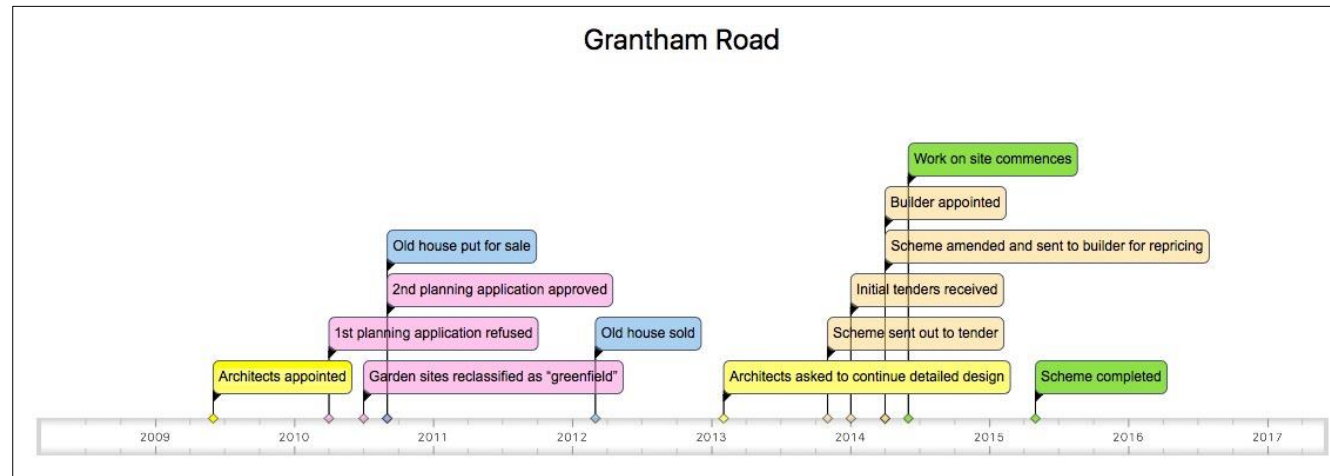 Grantham Road
Work on site commences
Builder appointed
Old house put for sale
Scheme amended and sent to builder for repricing
2nd planning application approved
Initial tenders received
1st planning application refused
Old house sold
Scheme sent out to tender
Architects appointed
Garden sites reclassified as “greenfield”
Architects asked to continue detailed design
Scheme completed
2009 2010 2011 2012 2013 2014 2015 2016 2017